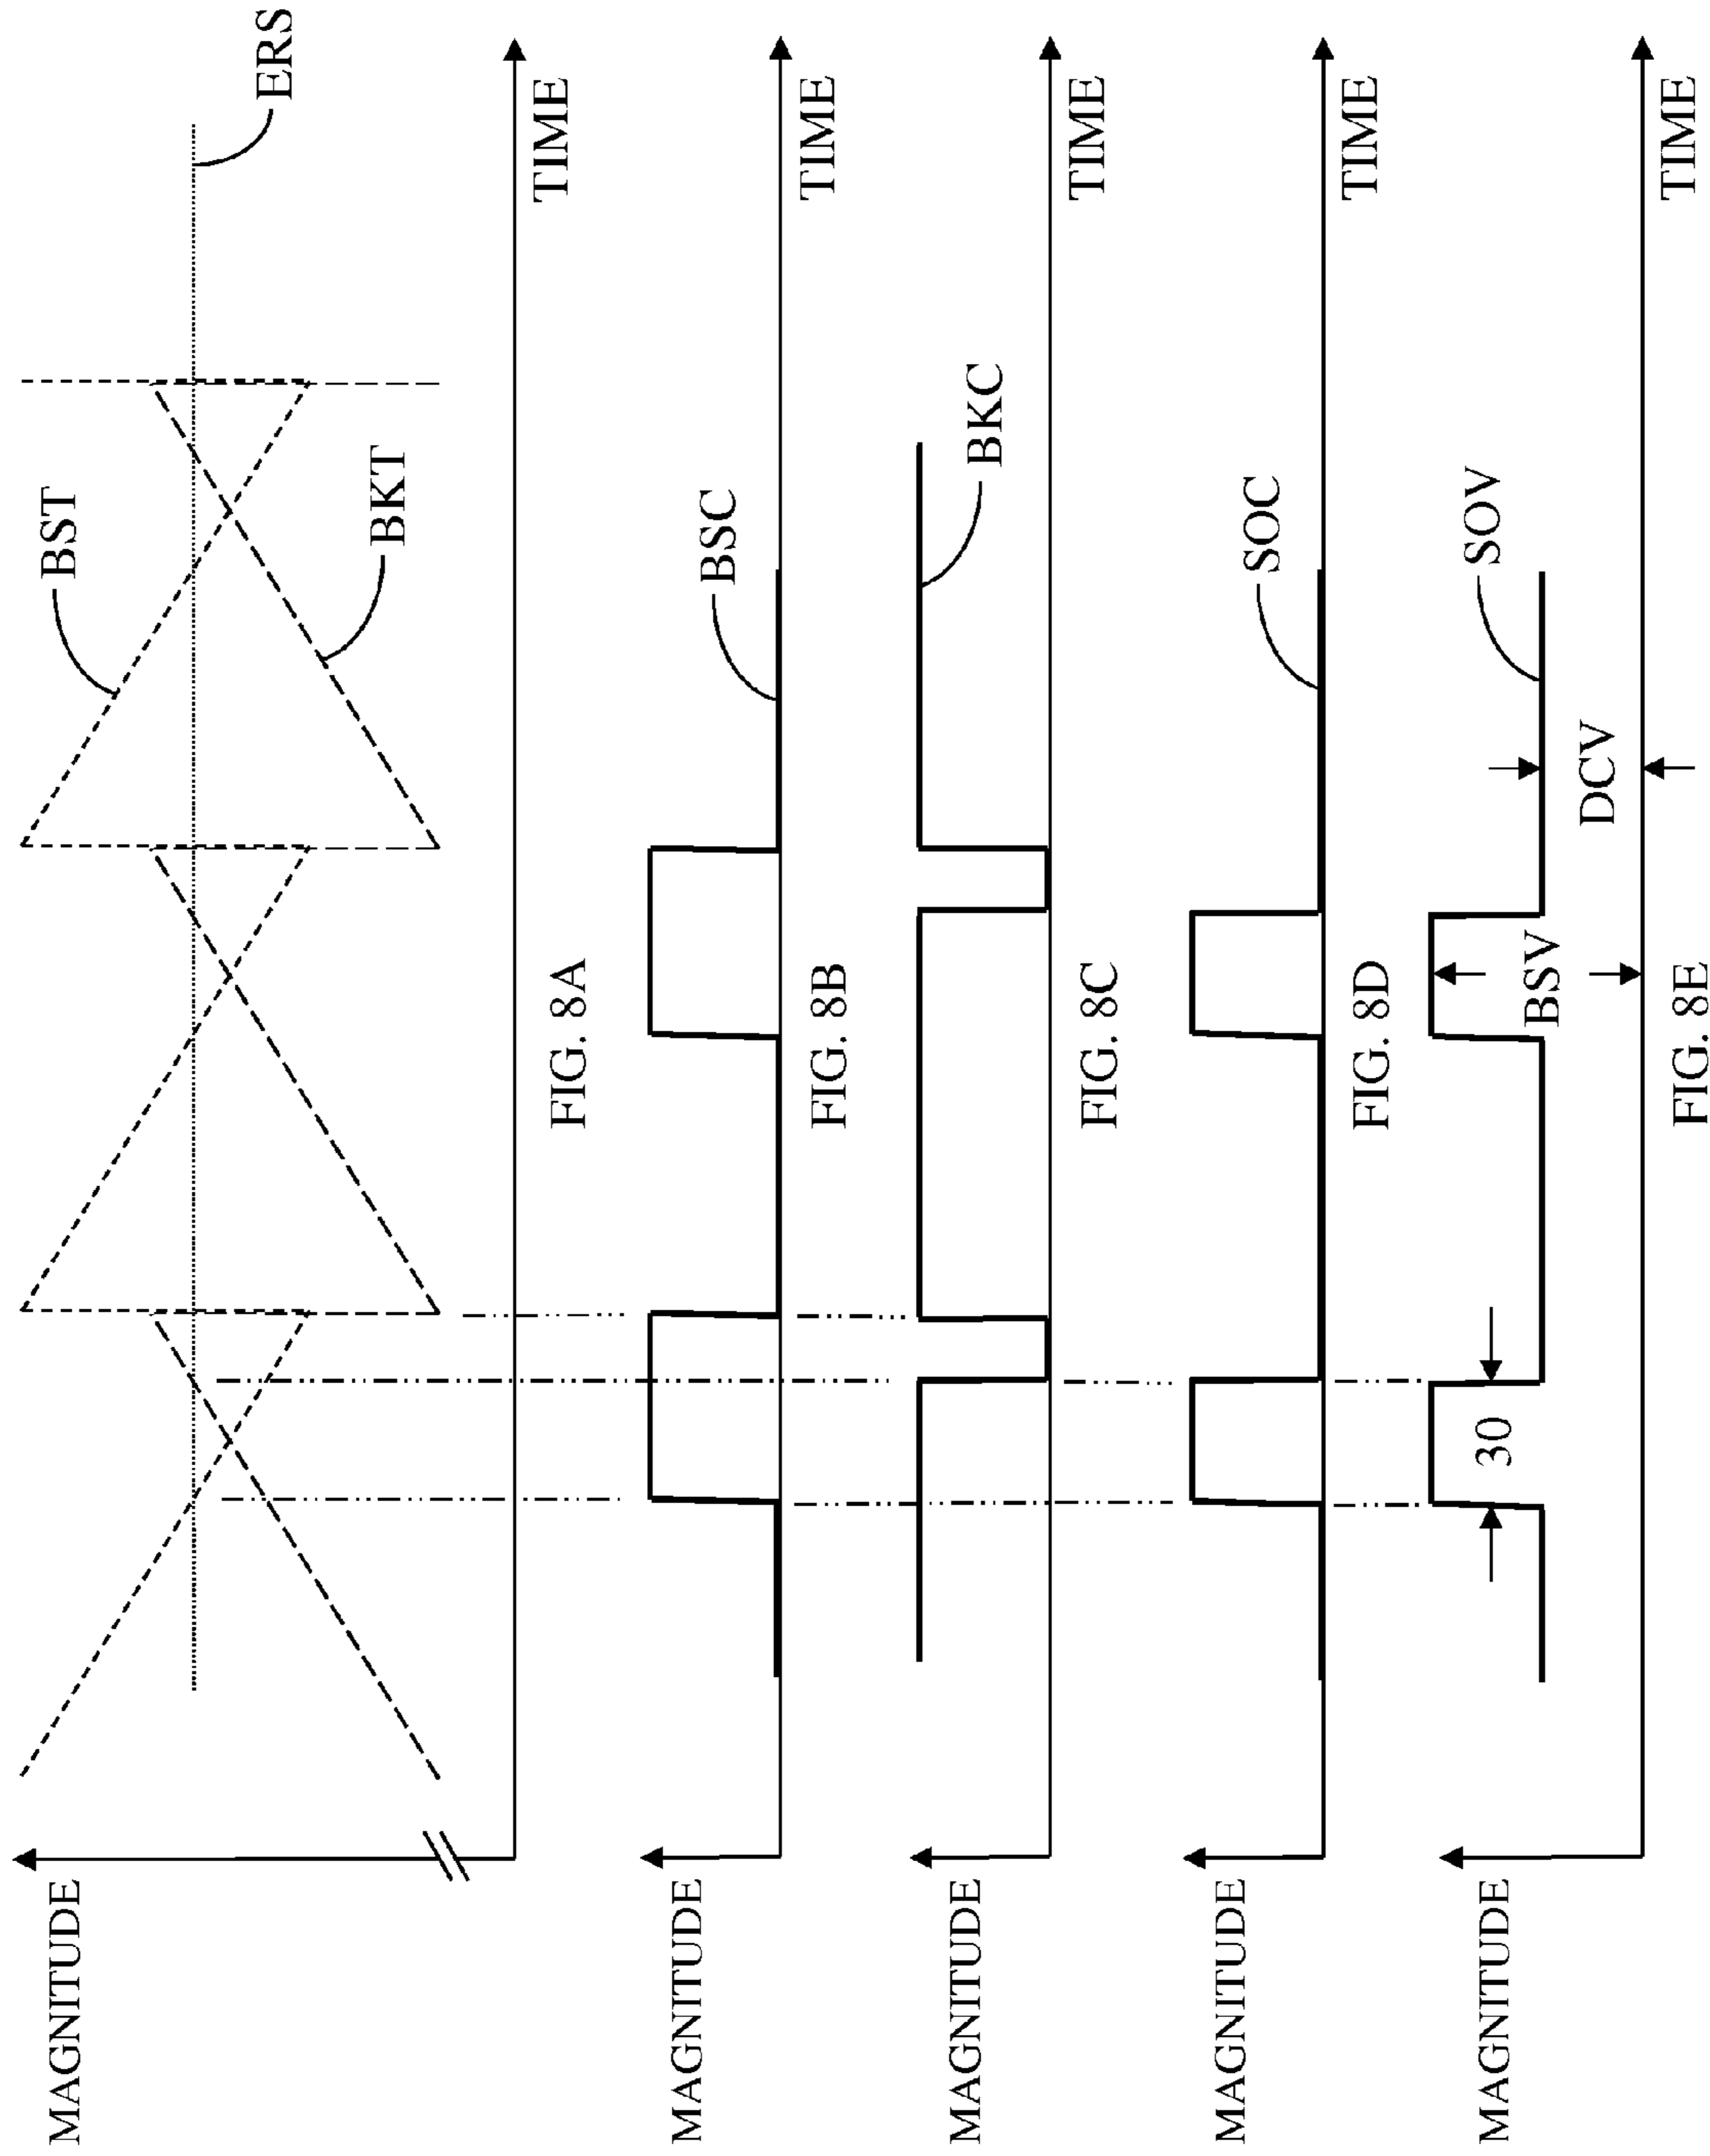 MAGNITUDE
BST
BKT
ERS
TIME
FIG. 8A
MAGNITUDE
BSC
TIME
FIG. 8B
MAGNITUDE
BKC
TIME
FIG. 8C
MAGNITUDE
SOC
TIME
FIG. 8D
MAGNITUDE
30
BSV
SOV
DCV
TIME
FIG. 8E